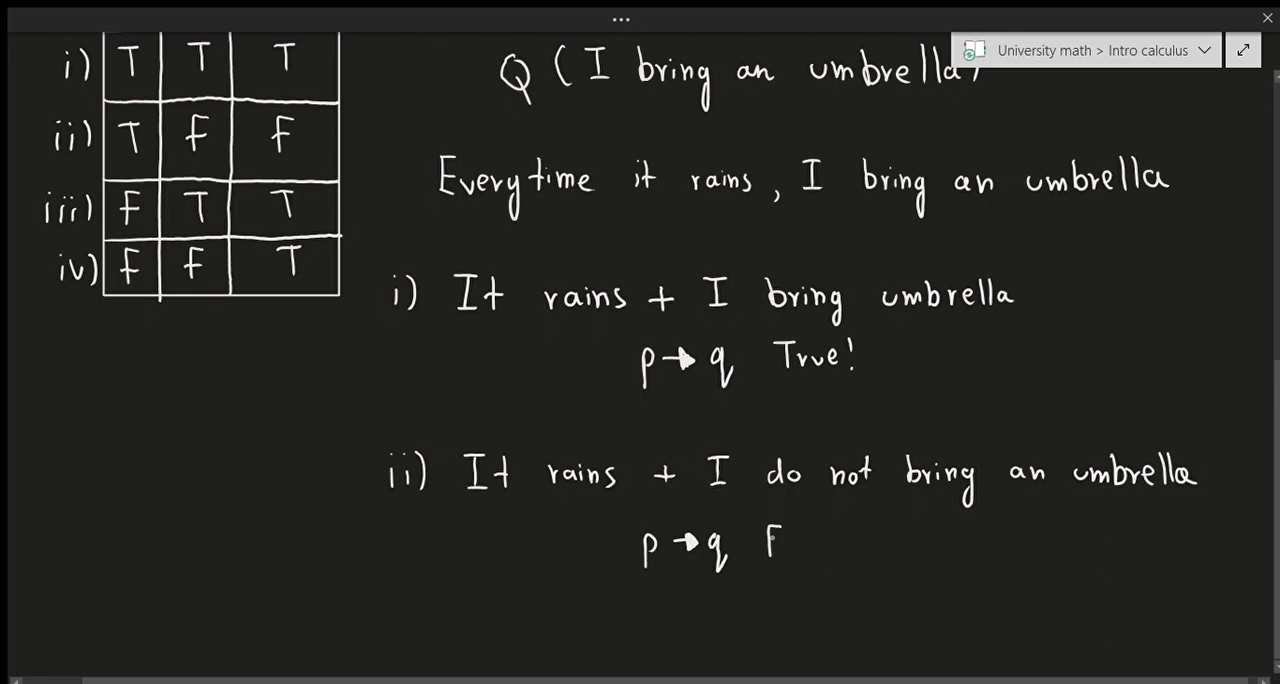 ...
University math > Intro calculus
i) T T T
Q (I bring an umbrella)
ii) T F F
Everytime it rains, I bring an umbrella
iii) F T T
iv) F F T
i) It rains + I bring umbrella
p → q True!
ii) It rains + I do not bring an umbrella
p → q F